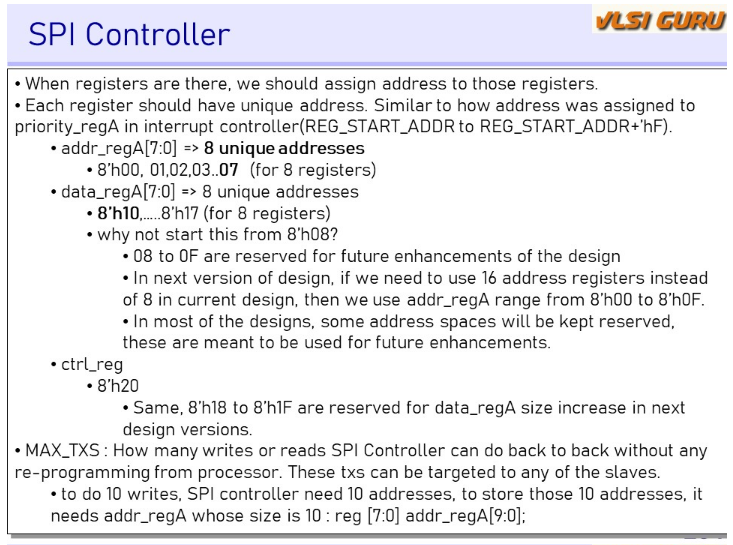 SPI Controller
VLSI GURU
• When registers are there, we should assign address to those registers.
• Each register should have unique address. Similar to how address was assigned to
priority_regA in interrupt controller(REG_START_ADDR to REG_START_ADDR+'hF).
• addr_regA[7:0] => 8 unique addresses
• 8'h00, 01,02,03..07 (for 8 registers)
• data_regA[7:0] => 8 unique addresses
• 8'h10,.....8'h17 (for 8 registers)
• why not start this from 8'h08?
• 08 to 0F are reserved for future enhancements of the design
• In next version of design, if we need to use 16 address registers instead
of 8 in current design, then we use addr_regA range from 8'h00 to 8'h0F.
• In most of the designs, some address spaces will be kept reserved,
these are meant to be used for future enhancements.
• ctrl_reg
• 8'h20
• Same, 8'h18 to 8'h1F are reserved for data_regA size increase in next
design versions.
• MAX_TXS : How many writes or reads SPI Controller can do back to back without any
re-programming from processor. These txs can be targeted to any of the slaves.
• to do 10 writes, SPI controller need 10 addresses, to store those 10 addresses, it
needs addr_regA whose size is 10 : reg [7:0] addr_regA[9:0];